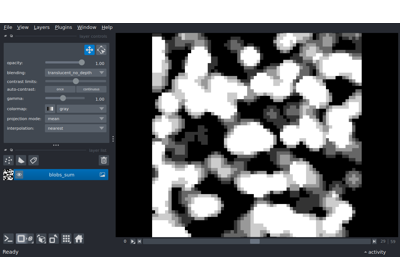 File View Layers Plugins Window Help
opacity: 1.00
blending: translucent_no_depth
contrast limits:
auto-contrast: once continuous
gamma: 1.00
colormap: gray
projection mode: none
interpolation: nearest
blobs_sum
Ready
activity